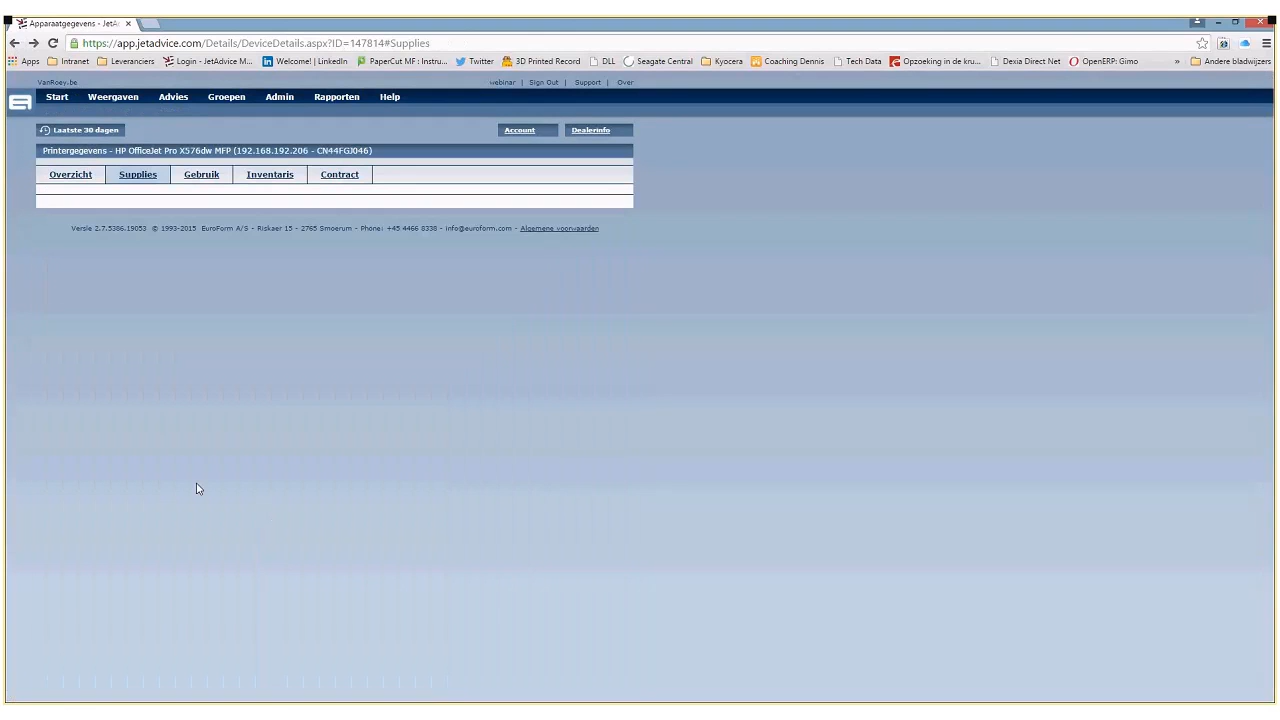 Apparaatgegevens - JetAc
https://app.jetadvice.com/Details/DeviceDetails.aspx?ID=147814#Supplies
Apps Intranet Leveranciers Login - JetAdvice M... Welcome! | LinkedIn PaperCut MF : Instru... Twitter 3D Printed Record DLL Seagate Central Kyocera Coaching Dennis Tech Data Opzoeking in de kru... Dexia Direct Net OpenERP: Gimo » Andere bladwijzers
VanRoey.be webinar | Sign Out | Support | Over
Start Weergaven Advies Groepen Admin Rapporten Help
Laatste 30 dagen Account Dealerinfo
Printergegevens - HP OfficeJet Pro X576dw MFP (192.168.192.206 - CN44FGJ046)
Overzicht Supplies Gebruik Inventaris Contract
Versie 2.7.5386.19053 © 1993-2015 EuroForm A/S - Riskaer 15 - 2765 Smoerum - Phone: +45 4466 8338 - info@euroform.com - Algemene voorwaarden